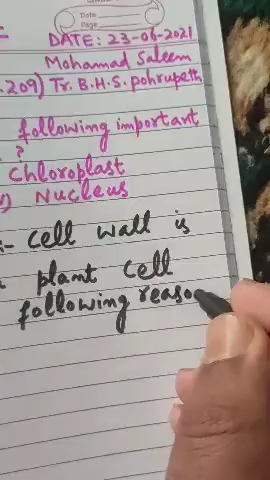 Date
Page
DATE: 23-06-2021
Mohamad Saleem
.209) Tr. B.H.S. Pohrupeth
following important
?
Chloroplast
) Nucleus
:- Cell wall is
plant cell
following reaso